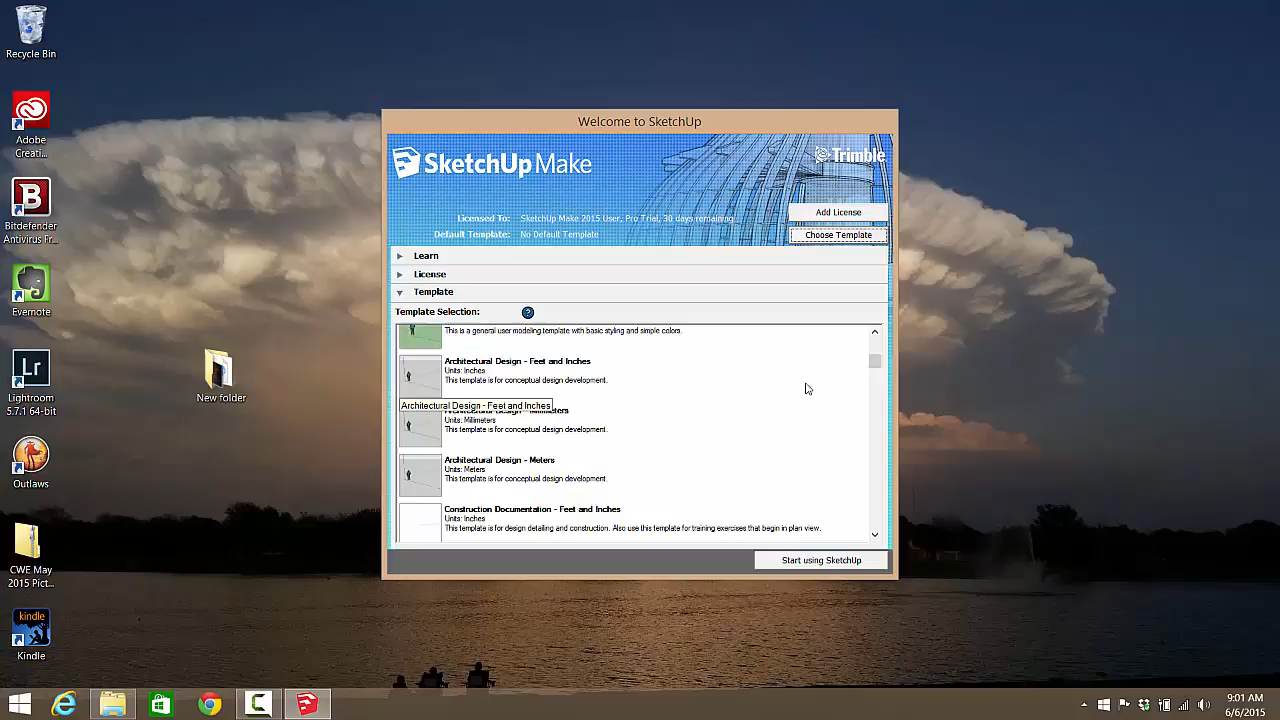 Recycle Bin
Adobe
Creati...
Bitdefender
Antivirus Fr...
Evernote
Lightroom
5.7.1 64-bit
Outlaws
CWE May
2015 Pict...
kindle
Kindle
New folder
Welcome to SketchUp
SketchUp Make
Trimble
Licensed To: SketchUp Make 2015 User, Pro Trial, 30 days remaining
Add License
Default Template: No Default Template
Choose Template
Learn
License
Template
Template Selection: ?
This is a general user modeling template with basic styling and simple colors.
Architectural Design - Feet and Inches
Units: Inches
This template is for conceptual design development.
Architectural Design - Feet and Inches
Architectural Design - Millimeters
Units: Millimeters
This template is for conceptual design development.
Architectural Design - Meters
Units: Meters
This template is for conceptual design development.
Construction Documentation - Feet and Inches
Units: Inches
This template is for design detailing and construction. Also use this template for training exercises that begin in plan view.
Start using SketchUp
9:01 AM
6/6/2015